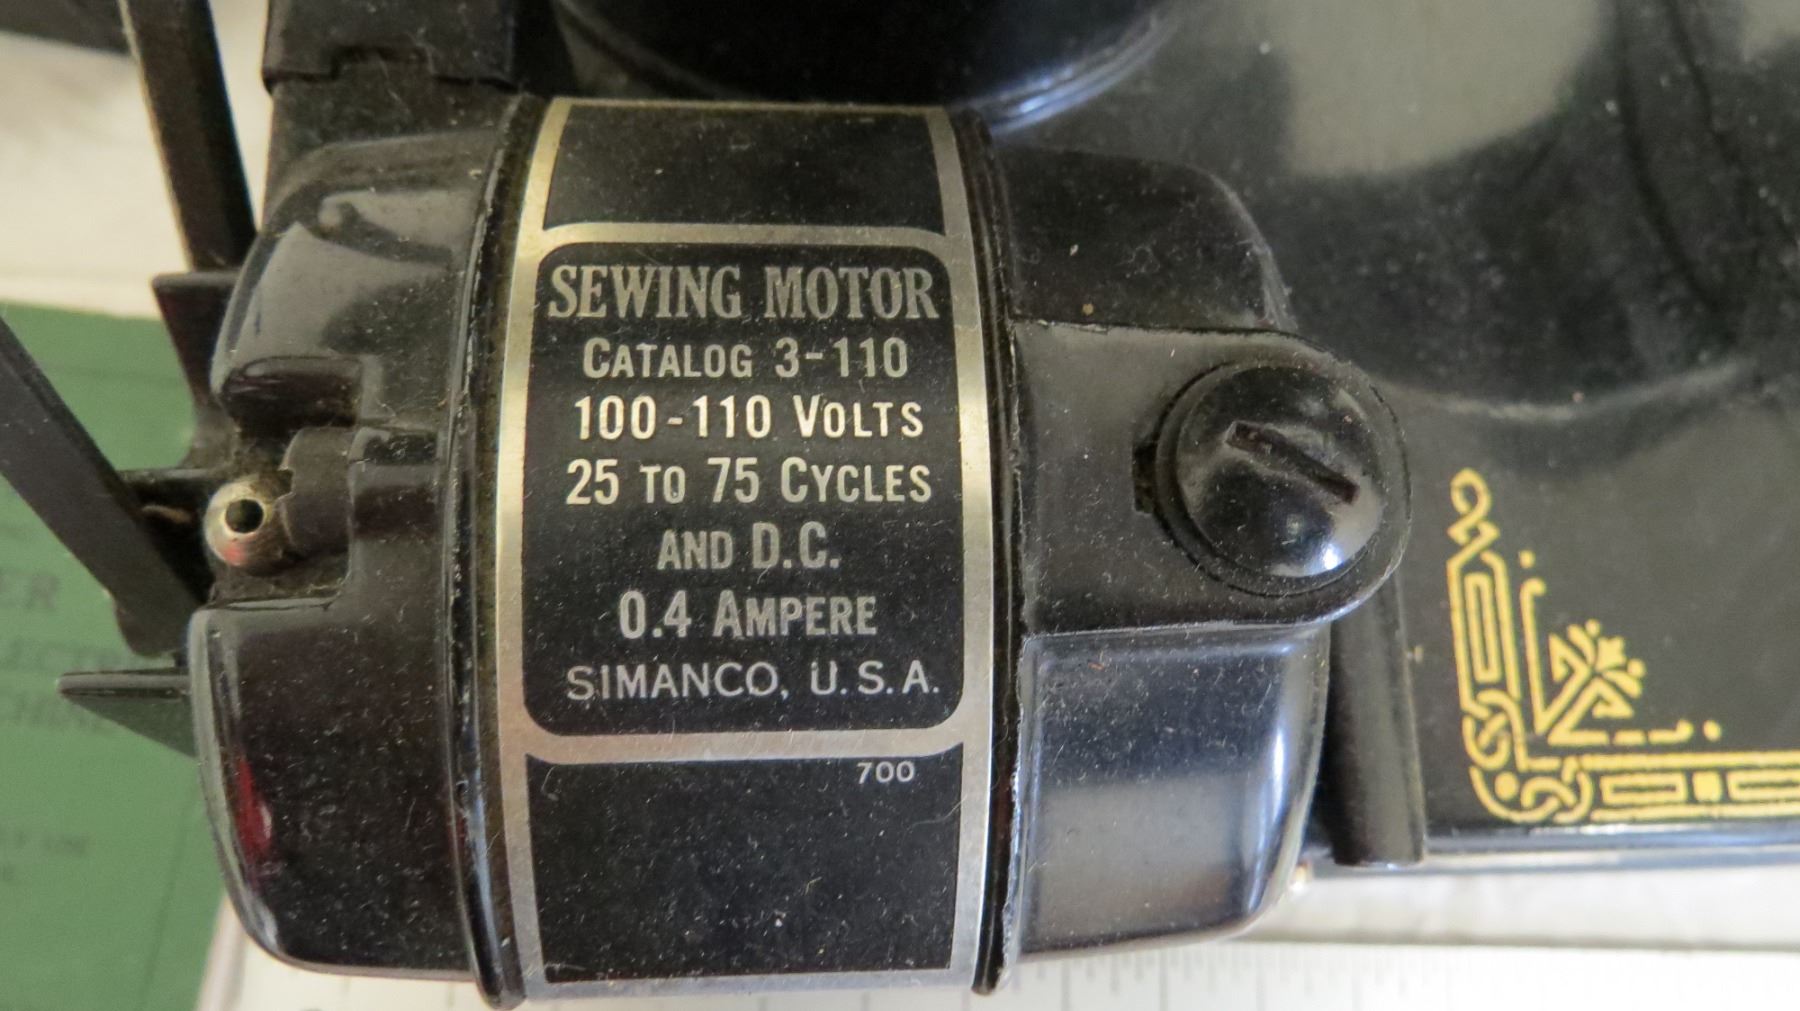 SEWING MOTOR
CATALOG 3-110
100-110 VOLTS
25 TO 75 CYCLES
AND D.C.
0.4 AMPERE
SIMANCO, U.S.A.
700